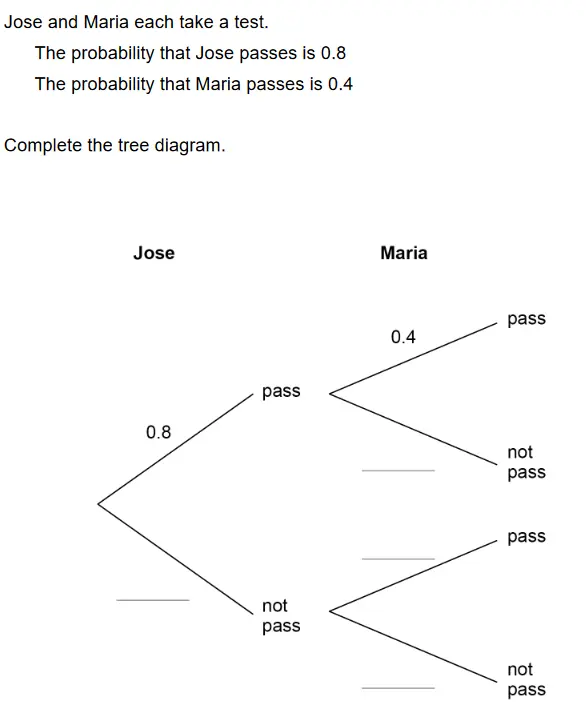 Jose and Maria each take a test.
The probability that Jose passes is 0.8
The probability that Maria passes is 0.4
Complete the tree diagram.
Jose
Maria
pass
0.4
pass
0.8
not
pass
pass
not
pass
not
pass